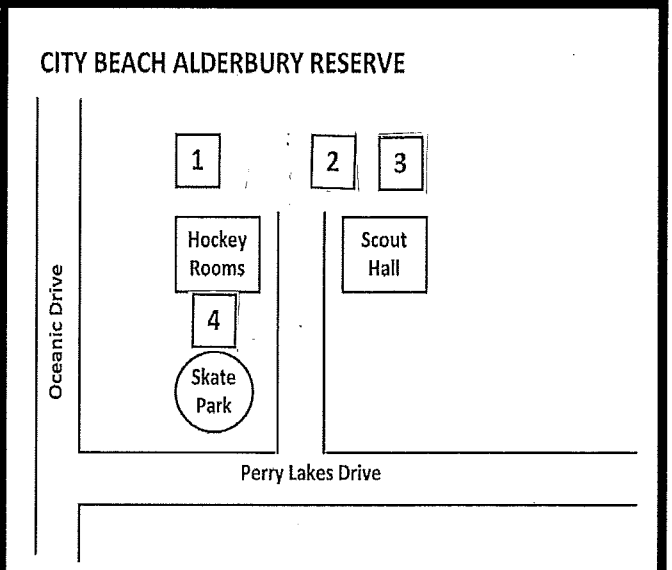 CITY BEACH ALDERBURY RESERVE
1
2
3
Hockey
Rooms
Scout
Hall
4
Skate
Park
Oceanic Drive
Perry Lakes Drive